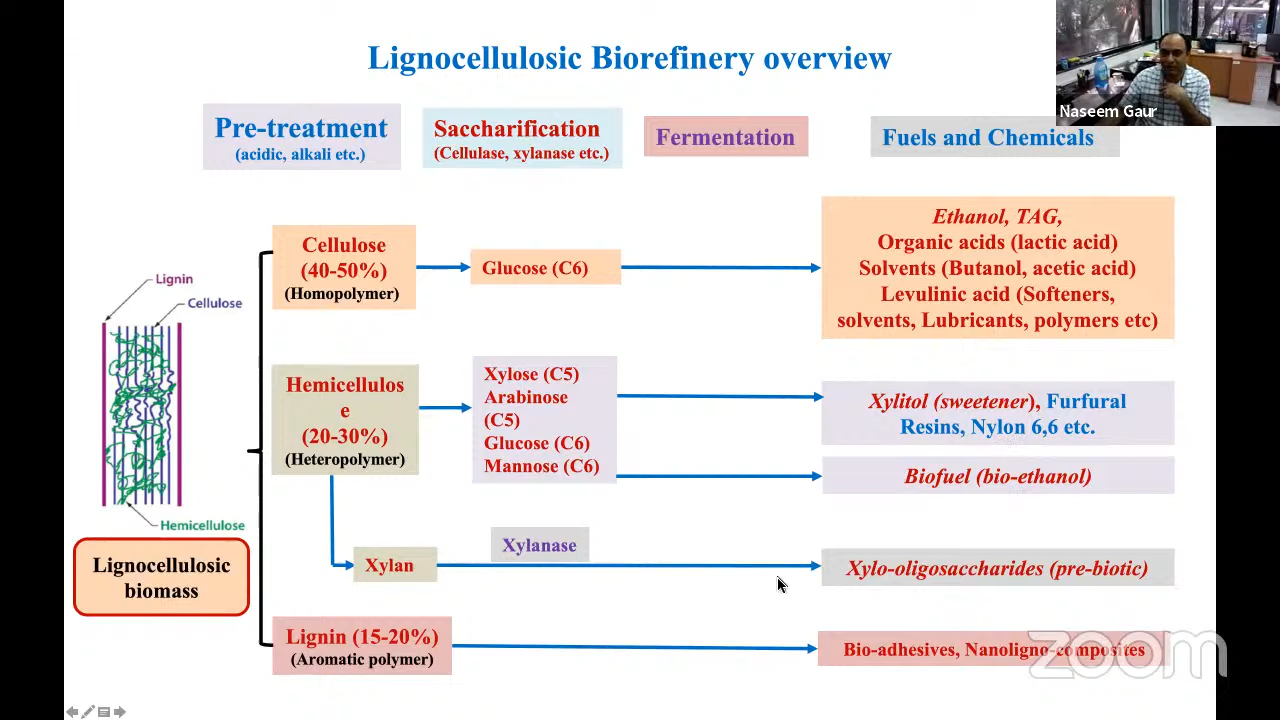 Lignocellulosic Biorefinery overview
Naseem Gaur
Pre-treatment
(acidic, alkali etc.)
Saccharification
(Cellulase, xylanase etc.)
Fermentation
Fuels and Chemicals
Lignin
Cellulose
Hemicellulose
Lignocellulosic
biomass
Cellulose
(40-50%)
(Homopolymer)
Glucose (C6)
Ethanol, TAG,
Organic acids (lactic acid)
Solvents (Butanol, acetic acid)
Levulinic acid (Softeners,
solvents, Lubricants, polymers etc)
Hemicellulos
e
(20-30%)
(Heteropolymer)
Xylose (C5)
Arabinose
(C5)
Glucose (C6)
Mannose (C6)
Xylitol (sweetener), Furfural
Resins, Nylon 6,6 etc.
Biofuel (bio-ethanol)
Xylan
Xylanase
Xylo-oligosaccharides (pre-biotic)
Lignin (15-20%)
(Aromatic polymer)
Bio-adhesives, Nanoligno-composites
zoom